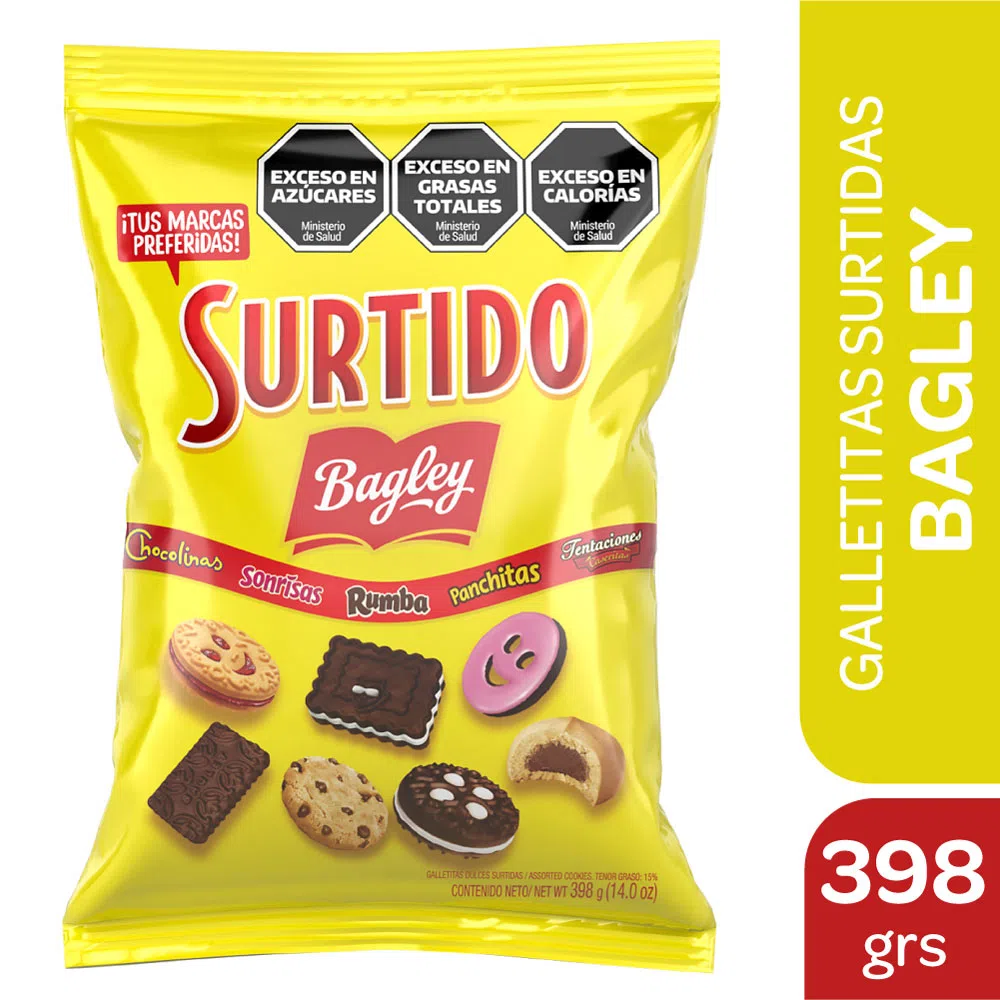 EXCESO EN
AZÚCARES
Ministerio
de Salud
EXCESO EN
GRASAS
TOTALES
Ministerio
de Salud
EXCESO EN
CALORÍAS
Ministerio
de Salud
¡TUS MARCAS
PREFERIDAS!
SURTIDO
Bagley
Chocolinas
Sonrisas
Rumba
Panchitas
Tentaciones
Caseritas
GALLETITAS DULCES SURTIDAS / ASSORTED COOKIES. TENOR GRASO: 15%
CONTENIDO NETO/ NET WT 398 g (14.0 oz)
GALLETITAS SURTIDAS
BAGLEY
398
grs